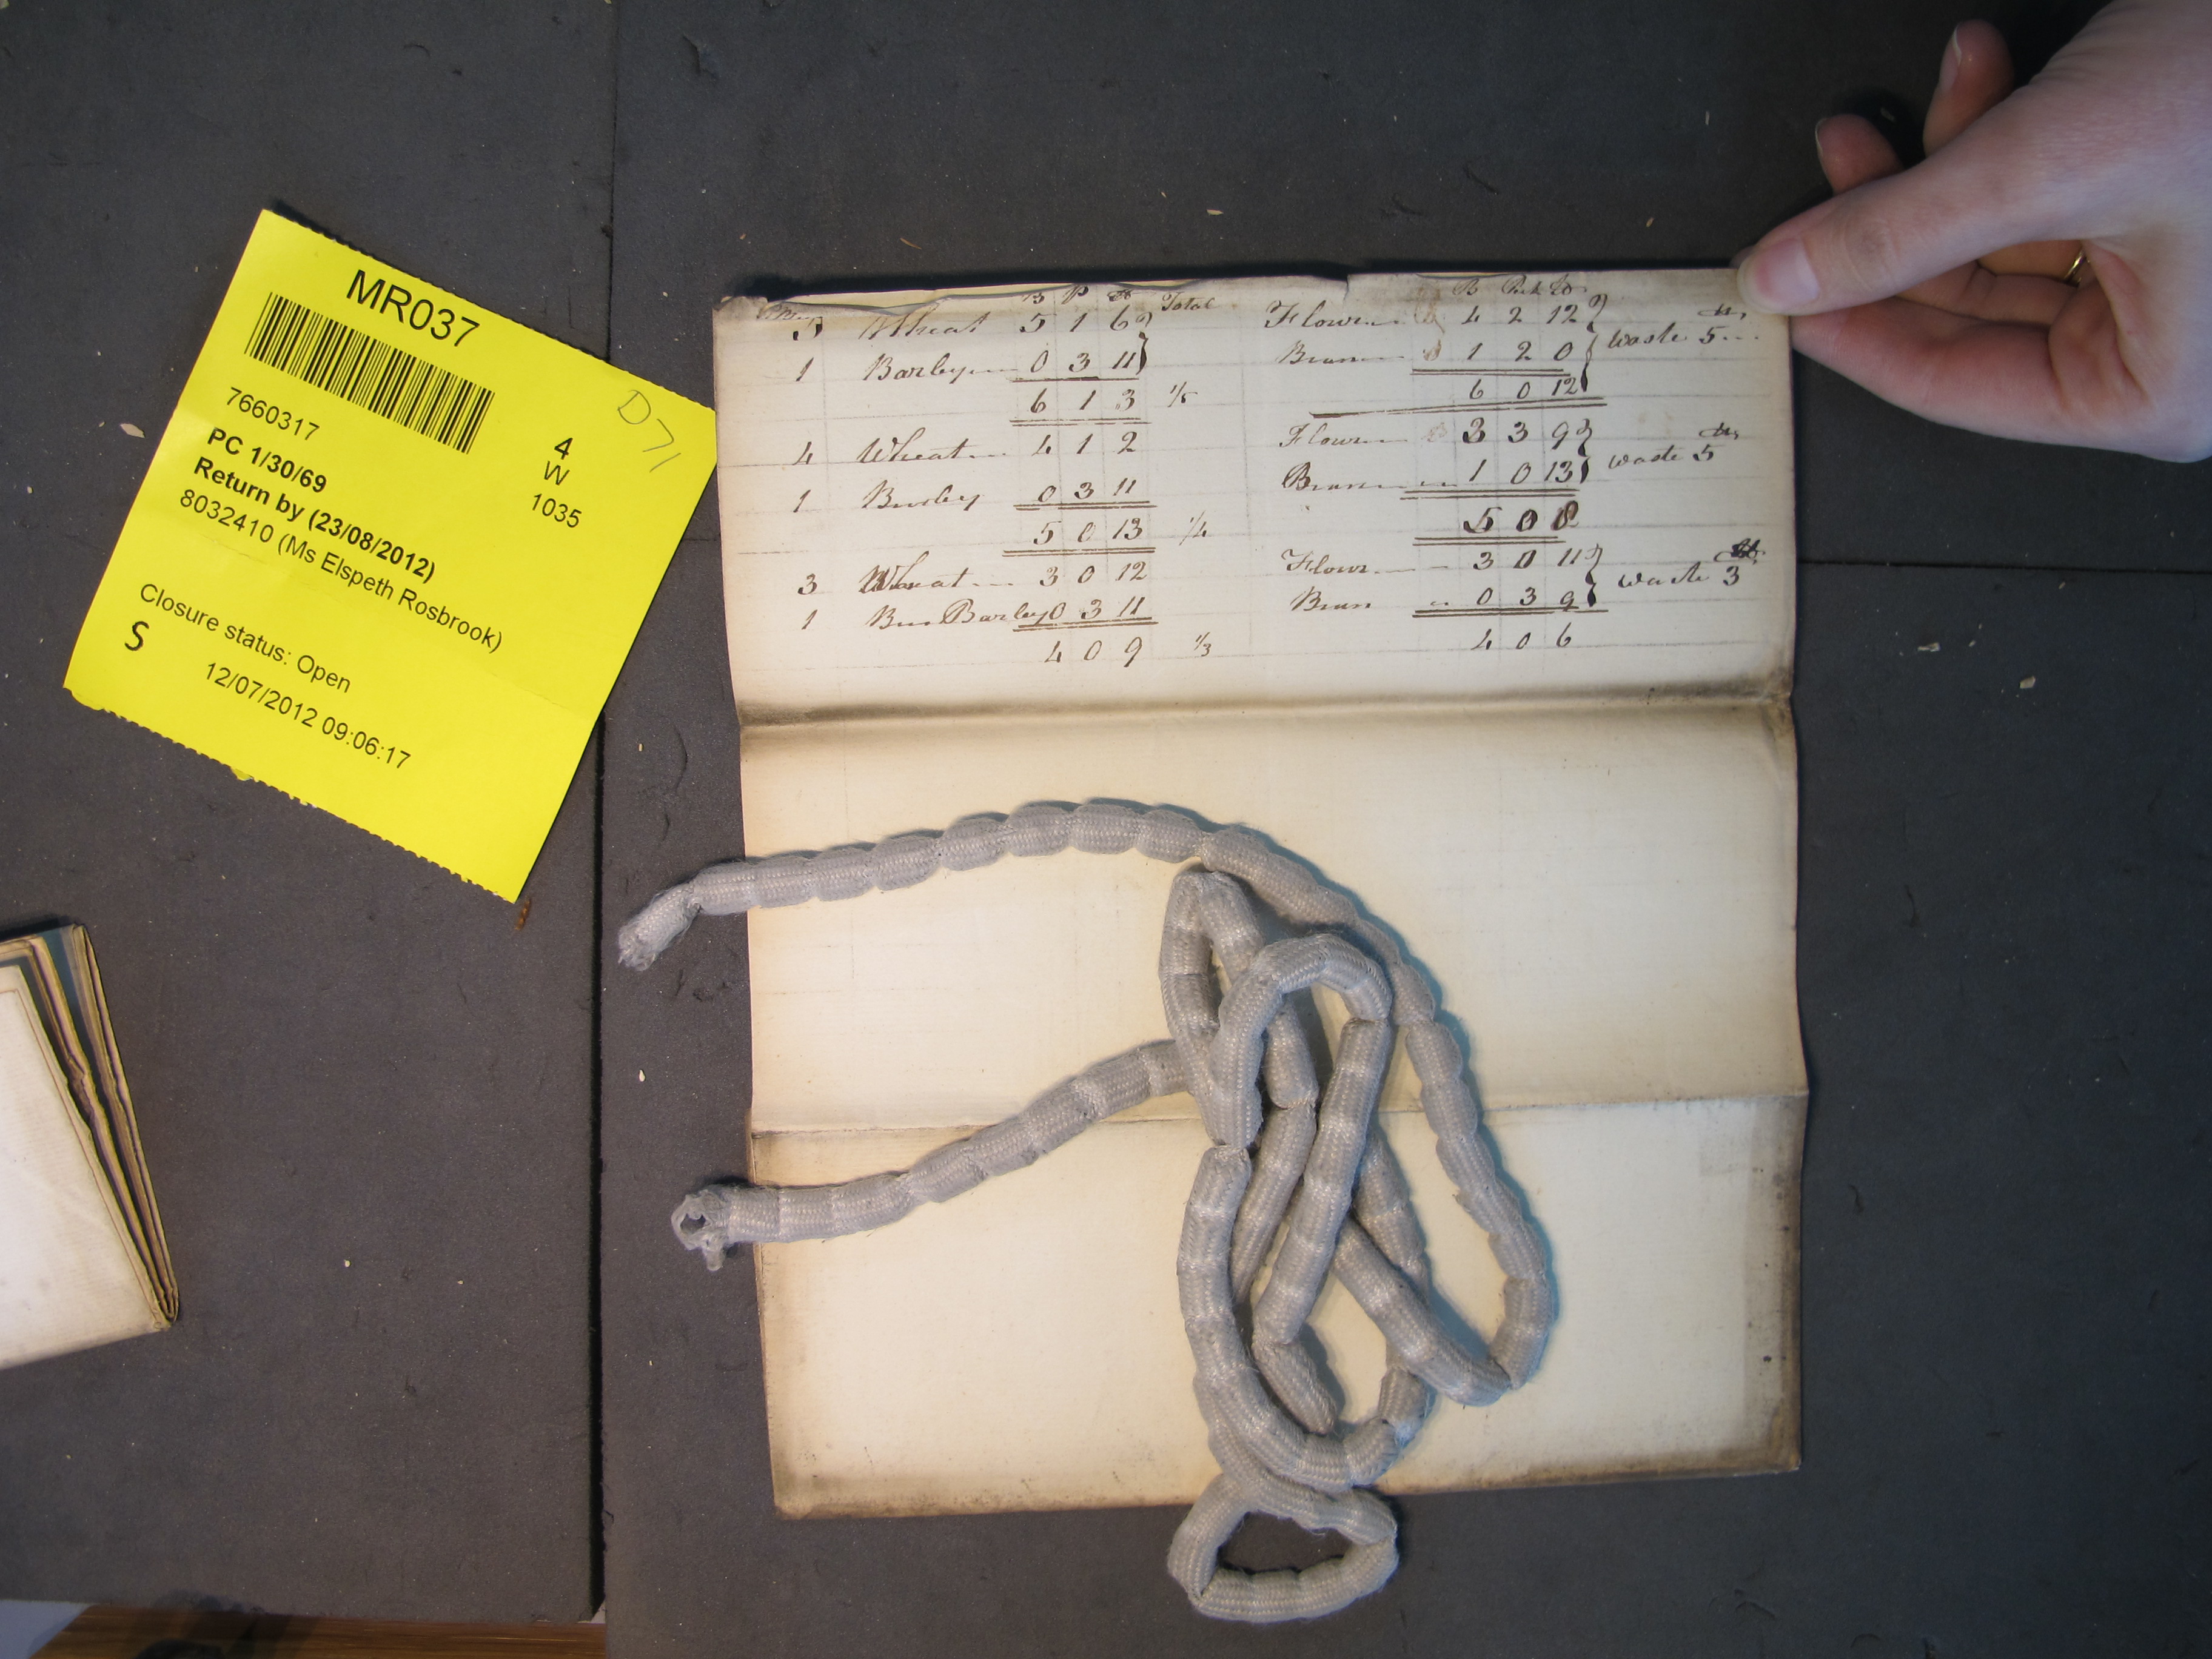 MR037
D71
7660317
4
PC 1/30/69
W
Return by (23/08/2012)
1035
8032410 (Ms Elspeth Rosbrook)
Closure status: Open
S
12/07/2012 09:06:17
B P Total B Peck
5 Wheat 5 1 6 Flour 4 2 12 waste 5
1 Barley 0 3 11 Bran 1 2 0
6 1 3 1/5 6 0 12
4 Wheat 4 1 2 Flour 3 3 9 waste 5
1 Barley 0 3 11 Bran 1 0 13
5 0 13 1/4 5 0 8
3 Wheat 3 0 12 Flour 3 0 11 waste 3
1 Bus Barley 0 3 11 Bran 0 3 9
4 0 9 1/3 4 0 6